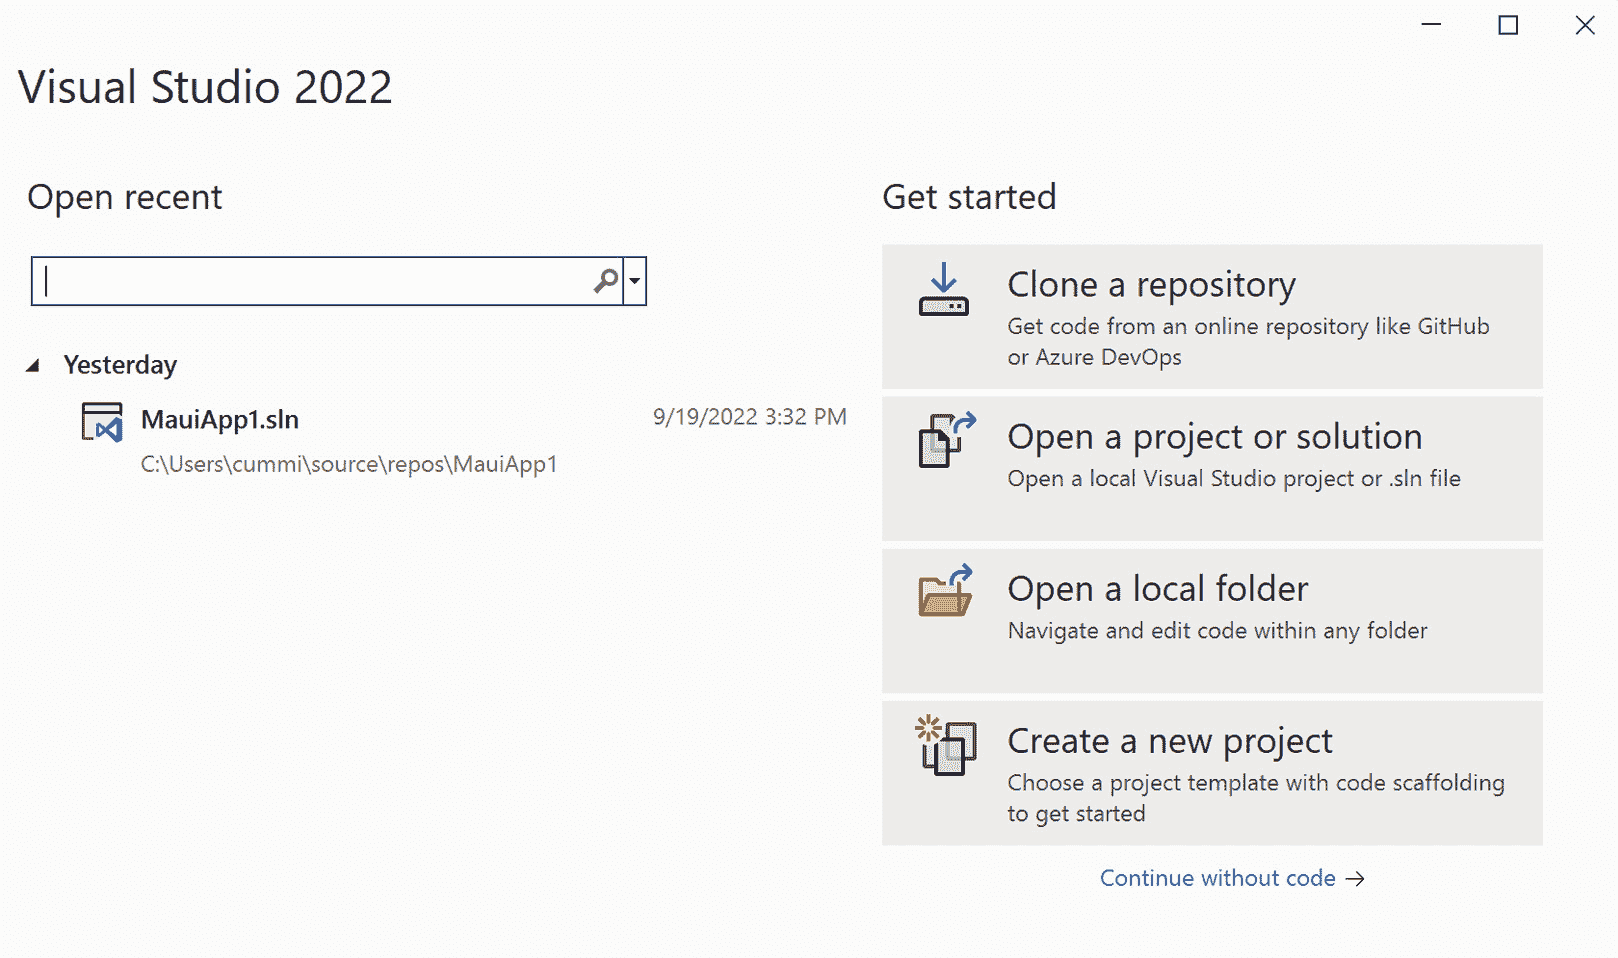 Visual Studio 2022
Open recent
Yesterday
MauiApp1.sln
9/19/2022 3:32 PM
C:\Users\cummi\source\repos\MauiApp1
Get started
Clone a repository
Get code from an online repository like GitHub
or Azure DevOps
Open a project or solution
Open a local Visual Studio project or .sln file
Open a local folder
Navigate and edit code within any folder
Create a new project
Choose a project template with code scaffolding
to get started
Continue without code →